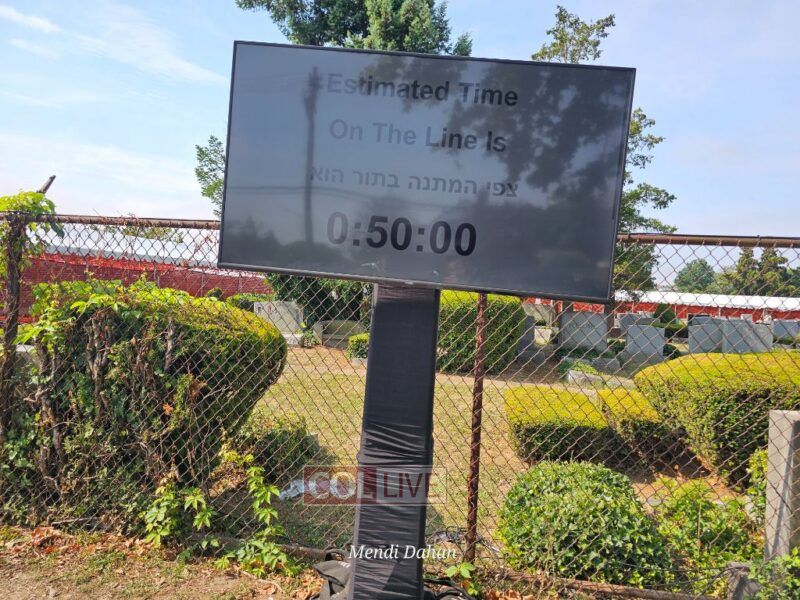 Estimated Time
On The Line Is
צפי המתנה בתור הוא
0:50:00
COLLIVE
Mendi Dahan